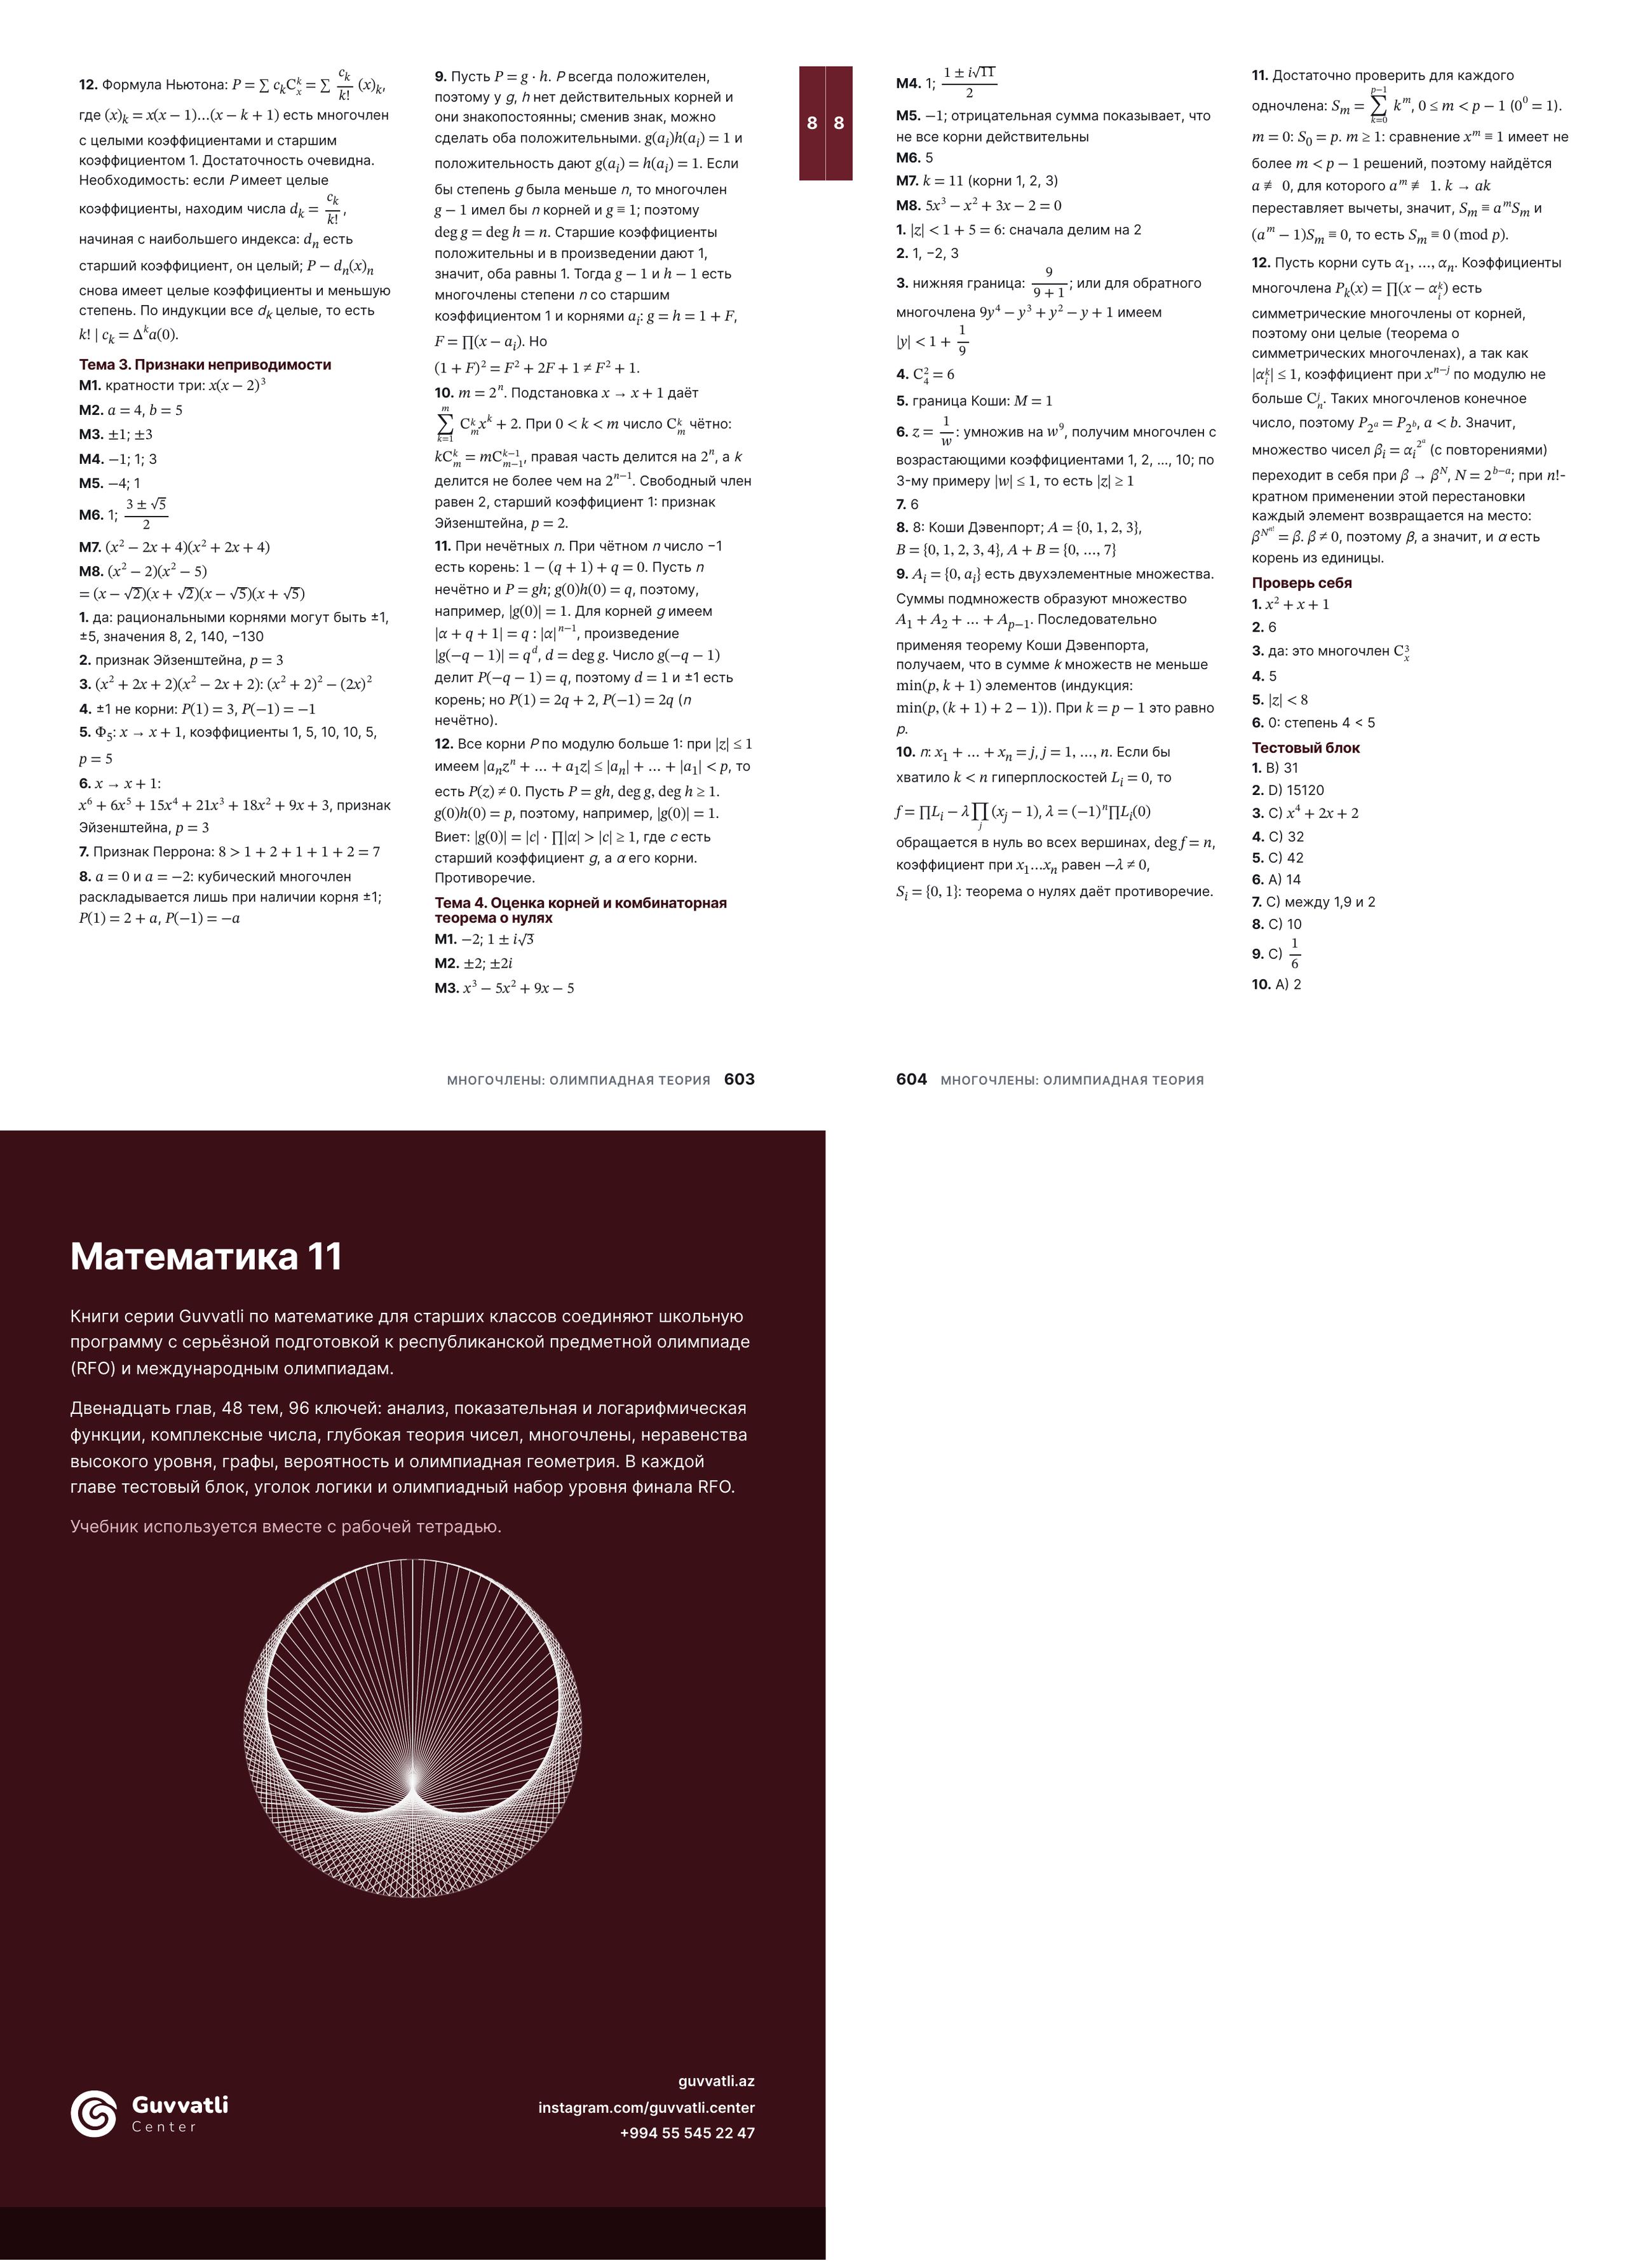 12. Формула Ньютона: P = ∑ c_k C_x^k = ∑ c_k/k! (x)_k,
где (x)_k = x(x − 1)…(x − k + 1) есть многочлен
с целыми коэффициентами и старшим
коэффициентом 1. Достаточность очевидна.
Необходимость: если P имеет целые
коэффициенты, находим числа d_k = c_k/k!,
начиная с наибольшего индекса: d_n есть
старший коэффициент, он целый; P − d_n(x)_n
снова имеет целые коэффициенты и меньшую
степень. По индукции все d_k целые, то есть
k! | c_k = Δ^k a(0).
Тема 3. Признаки неприводимости
М1. кратности три: x(x − 2)^3
М2. a = 4, b = 5
М3. ±1; ±3
М4. −1; 1; 3
М5. −4; 1
М6. 1; (3 ± √5)/2
М7. (x^2 − 2x + 4)(x^2 + 2x + 4)
М8. (x^2 − 2)(x^2 − 5)
= (x − √2)(x + √2)(x − √5)(x + √5)
1. да: рациональными корнями могут быть ±1,
±5, значения 8, 2, 140, −130
2. признак Эйзенштейна, p = 3
3. (x^2 + 2x + 2)(x^2 − 2x + 2): (x^2 + 2)^2 − (2x)^2
4. ±1 не корни: P(1) = 3, P(−1) = −1
5. Φ_5: x → x + 1, коэффициенты 1, 5, 10, 10, 5,
p = 5
6. x → x + 1:
x^6 + 6x^5 + 15x^4 + 21x^3 + 18x^2 + 9x + 3, признак
Эйзенштейна, p = 3
7. Признак Перрона: 8 > 1 + 2 + 1 + 1 + 2 = 7
8. a = 0 и a = −2: кубический многочлен
раскладывается лишь при наличии корня ±1;
P(1) = 2 + a, P(−1) = −a
9. Пусть P = g · h. P всегда положителен,
поэтому у g, h нет действительных корней и
они знакопостоянны; сменив знак, можно
сделать оба положительными. g(a_i)h(a_i) = 1 и
положительность дают g(a_i) = h(a_i) = 1. Если
бы степень g была меньше n, то многочлен
g − 1 имел бы n корней и g ≡ 1; поэтому
deg g = deg h = n. Старшие коэффициенты
положительны и в произведении дают 1,
значит, оба равны 1. Тогда g − 1 и h − 1 есть
многочлены степени n со старшим
коэффициентом 1 и корнями a_i: g = h = 1 + F,
F = ∏(x − a_i). Но
(1 + F)^2 = F^2 + 2F + 1 ≠ F^2 + 1.
10. m = 2^n. Подстановка x → x + 1 даёт
∑_{k=1}^{m} C_m^k x^k + 2. При 0 < k < m число C_m^k чётно:
kC_m^k = mC_{m−1}^{k−1}, правая часть делится на 2^n, а k
делится не более чем на 2^{n−1}. Свободный член
равен 2, старший коэффициент 1: признак
Эйзенштейна, p = 2.
11. При нечётных n. При чётном n число −1
есть корень: 1 − (q + 1) + q = 0. Пусть n
нечётно и P = gh; g(0)h(0) = q, поэтому,
например, |g(0)| = 1. Для корней g имеем
|α + q + 1| = q : |α|^{n−1}, произведение
|g(−q − 1)| = q^d, d = deg g. Число g(−q − 1)
делит P(−q − 1) = q, поэтому d = 1 и ±1 есть
корень; но P(1) = 2q + 2, P(−1) = 2q (n
нечётно).
12. Все корни P по модулю больше 1: при |z| ≤ 1
имеем |a_n z^n + … + a_1 z| ≤ |a_n| + … + |a_1| < p, то
есть P(z) ≠ 0. Пусть P = gh, deg g, deg h ≥ 1.
g(0)h(0) = p, поэтому, например, |g(0)| = 1.
Виет: |g(0)| = |c| · ∏|α| > |c| ≥ 1, где c есть
старший коэффициент g, а α его корни.
Противоречие.
Тема 4. Оценка корней и комбинаторная
теорема о нулях
М1. −2; 1 ± i√3
М2. ±2; ±2i
М3. x^3 − 5x^2 + 9x − 5
МНОГОЧЛЕНЫ: ОЛИМПИАДНАЯ ТЕОРИЯ 603
8 8
М4. 1; (1 ± i√11)/2
М5. −1; отрицательная сумма показывает, что
не все корни действительны
М6. 5
М7. k = 11 (корни 1, 2, 3)
М8. 5x^3 − x^2 + 3x − 2 = 0
1. |z| < 1 + 5 = 6: сначала делим на 2
2. 1, −2, 3
3. нижняя граница: 9/(9 + 1); или для обратного
многочлена 9y^4 − y^3 + y^2 − y + 1 имеем
|y| < 1 + 1/9
4. C_4^2 = 6
5. граница Коши: M = 1
6. z = 1/w: умножив на w^9, получим многочлен с
возрастающими коэффициентами 1, 2, …, 10; по
3-му примеру |w| ≤ 1, то есть |z| ≥ 1
7. 6
8. 8: Коши Дэвенпорт; A = {0, 1, 2, 3},
B = {0, 1, 2, 3, 4}, A + B = {0, …, 7}
9. A_i = {0, a_i} есть двухэлементные множества.
Суммы подмножеств образуют множество
A_1 + A_2 + … + A_{p−1}. Последовательно
применяя теорему Коши Дэвенпорта,
получаем, что в сумме k множеств не меньше
min(p, k + 1) элементов (индукция:
min(p, (k + 1) + 2 − 1)). При k = p − 1 это равно
p.
10. n: x_1 + … + x_n = j, j = 1, …, n. Если бы
хватило k < n гиперплоскостей L_i = 0, то
f = ∏L_i − λ∏_j (x_j − 1), λ = (−1)^n∏L_i(0)
обращается в нуль во всех вершинах, deg f = n,
коэффициент при x_1…x_n равен −λ ≠ 0,
S_i = {0, 1}: теорема о нулях даёт противоречие.
11. Достаточно проверить для каждого
одночлена: S_m = ∑_{k=0}^{p−1} k^m, 0 ≤ m < p − 1 (0^0 = 1).
m = 0: S_0 = p. m ≥ 1: сравнение x^m ≡ 1 имеет не
более m < p − 1 решений, поэтому найдётся
a ≢ 0, для которого a^m ≢ 1. k → ak
переставляет вычеты, значит, S_m ≡ a^m S_m и
(a^m − 1)S_m ≡ 0, то есть S_m ≡ 0 (mod p).
12. Пусть корни суть α_1, …, α_n. Коэффициенты
многочлена P_k(x) = ∏(x − α_i^k) есть
симметрические многочлены от корней,
поэтому они целые (теорема о
симметрических многочленах), а так как
|α_i^k| ≤ 1, коэффициент при x^{n−j} по модулю не
больше C_n^j. Таких многочленов конечное
число, поэтому P_{2^a} = P_{2^b}, a < b. Значит,
множество чисел β_i = α_i^{2^a} (с повторениями)
переходит в себя при β → β^N, N = 2^{b−a}; при n!-
кратном применении этой перестановки
каждый элемент возвращается на место:
β^{N^{n!}} = β. β ≠ 0, поэтому β, а значит, и α есть
корень из единицы.
Проверь себя
1. x^2 + x + 1
2. 6
3. да: это многочлен C_x^3
4. 5
5. |z| < 8
6. 0: степень 4 < 5
Тестовый блок
1. B) 31
2. D) 15120
3. C) x^4 + 2x + 2
4. C) 32
5. C) 42
6. A) 14
7. C) между 1,9 и 2
8. C) 10
9. C) 1/6
10. A) 2
604 МНОГОЧЛЕНЫ: ОЛИМПИАДНАЯ ТЕОРИЯ
Математика 11
Книги серии Guvvatli по математике для старших классов соединяют школьную
программу с серьёзной подготовкой к республиканской предметной олимпиаде
(RFO) и международным олимпиадам.
Двенадцать глав, 48 тем, 96 ключей: анализ, показательная и логарифмическая
функции, комплексные числа, глубокая теория чисел, многочлены, неравенства
высокого уровня, графы, вероятность и олимпиадная геометрия. В каждой
главе тестовый блок, уголок логики и олимпиадный набор уровня финала RFO.
Учебник используется вместе с рабочей тетрадью.
Guvvatli
Center
guvvatli.az
instagram.com/guvvatli.center
+994 55 545 22 47